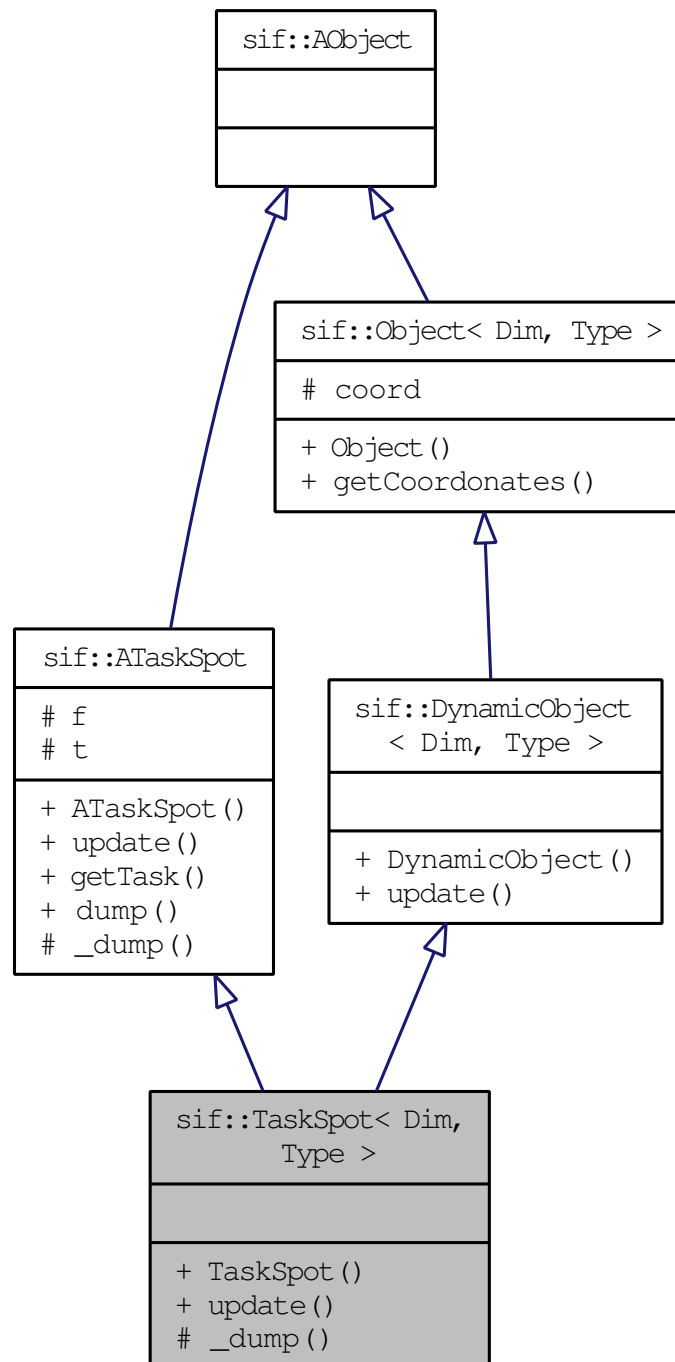 sif::AObject
sif::Object< Dim, Type >
# coord
+ Object()
+ getCoordonates()
sif::ATaskSpot
# f
# t
+ ATaskSpot()
+ update()
+ getTask()
+ dump()
# _dump()
sif::DynamicObject
< Dim, Type >
+ DynamicObject()
+ update()
sif::TaskSpot< Dim,
Type >
+ TaskSpot()
+ update()
# _dump()